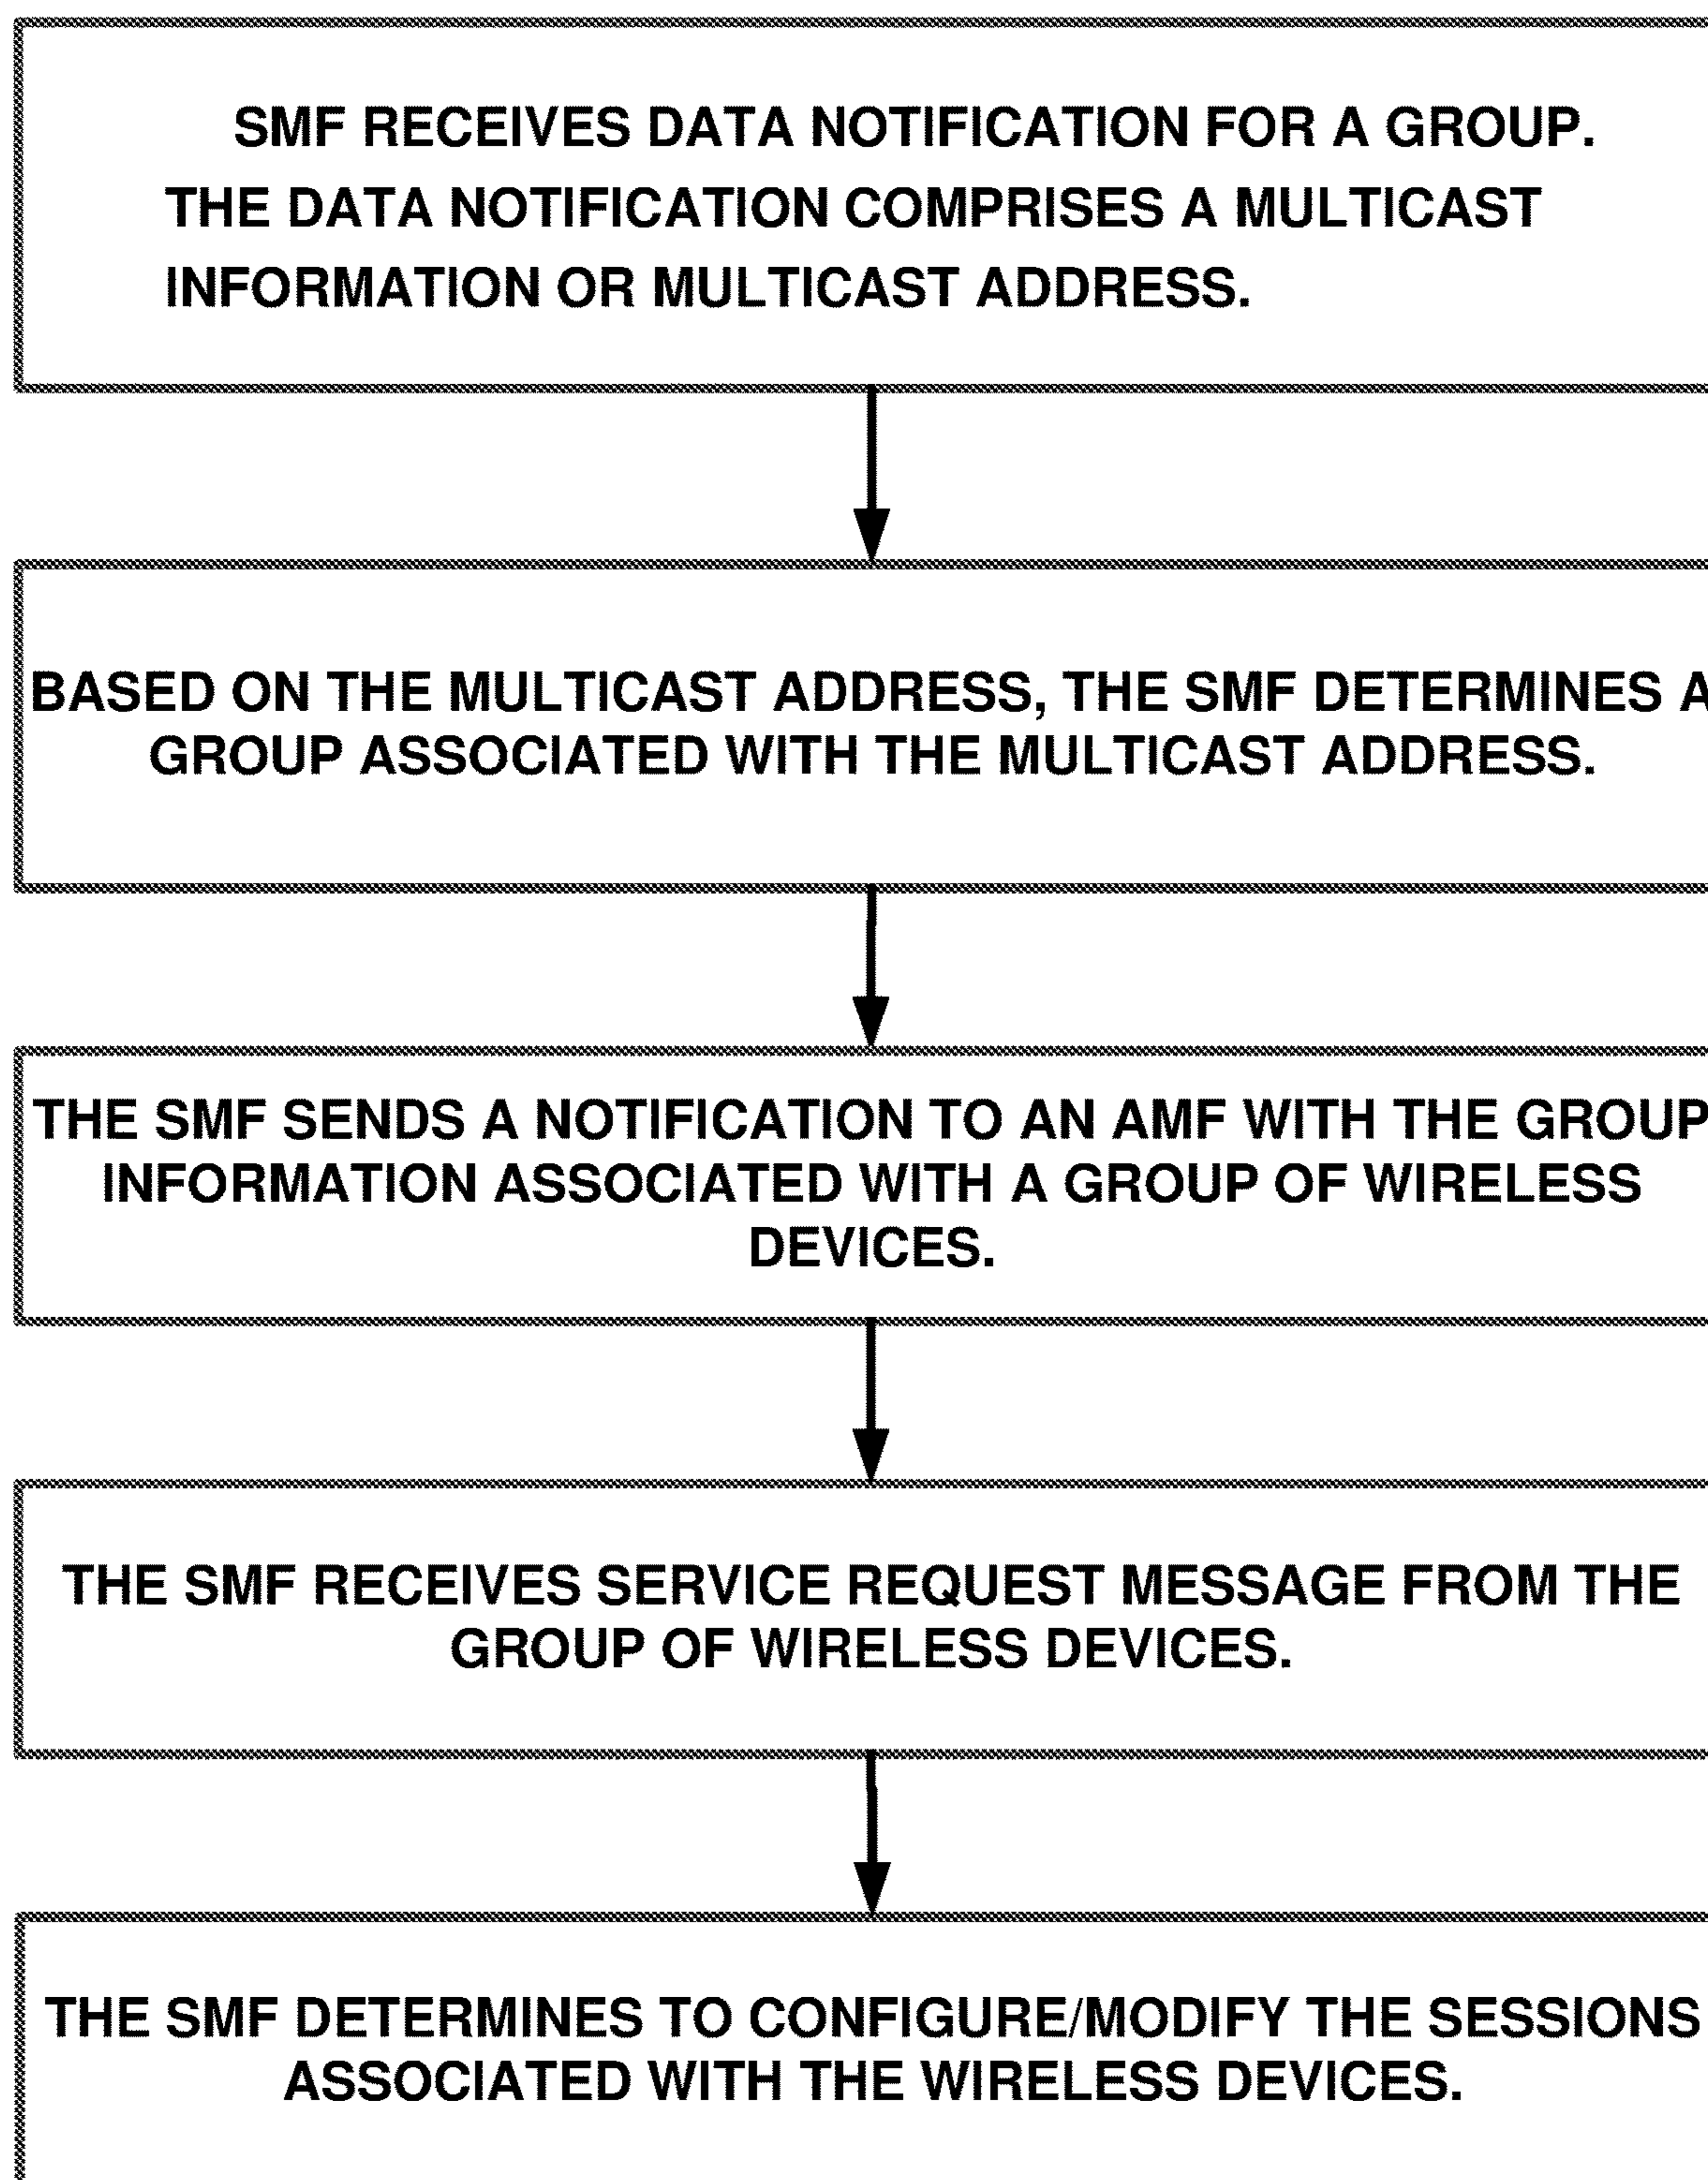 SMF RECEIVES DATA NOTIFICATION FOR A GROUP.
THE DATA NOTIFICATION COMPRISES A MULTICAST
INFORMATION OR MULTICAST ADDRESS.
BASED ON THE MULTICAST ADDRESS, THE SMF DETERMINES A
GROUP ASSOCIATED WITH THE MULTICAST ADDRESS.
THE SMF SENDS A NOTIFICATION TO AN AMF WITH THE GROUP
INFORMATION ASSOCIATED WITH A GROUP OF WIRELESS
DEVICES.
THE SMF RECEIVES SERVICE REQUEST MESSAGE FROM THE
GROUP OF WIRELESS DEVICES.
THE SMF DETERMINES TO CONFIGURE/MODIFY THE SESSIONS
ASSOCIATED WITH THE WIRELESS DEVICES.